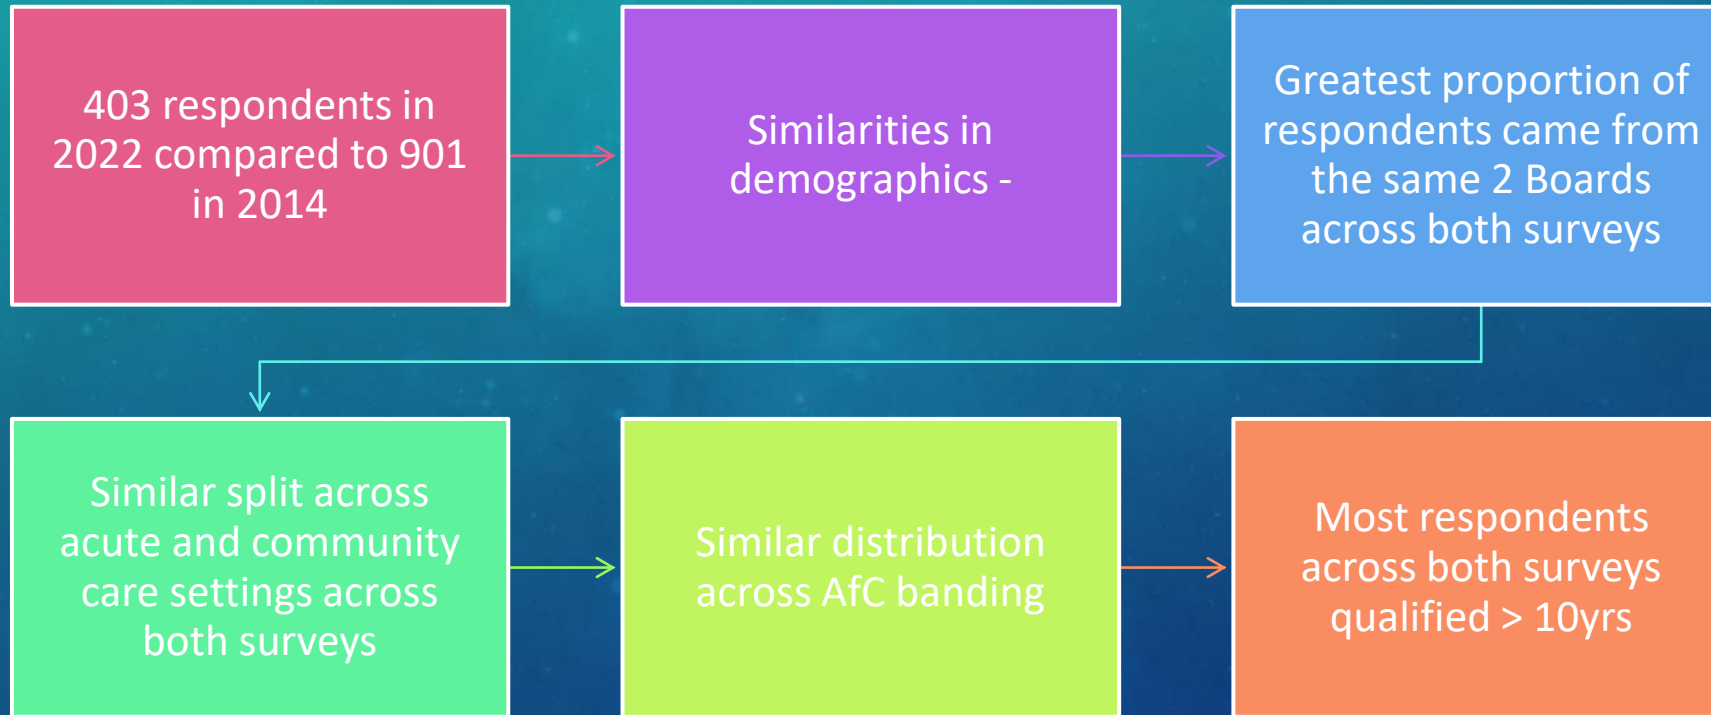 403 respondents in
2022 compared to 901
in 2014
Similarities in
demographics -
Greatest proportion of
respondents came from
the same 2 Boards
across both surveys
Similar split across
acute and community
care settings across
both surveys
Similar distribution
across AfC banding
Most respondents
across both surveys
qualified > 10yrs